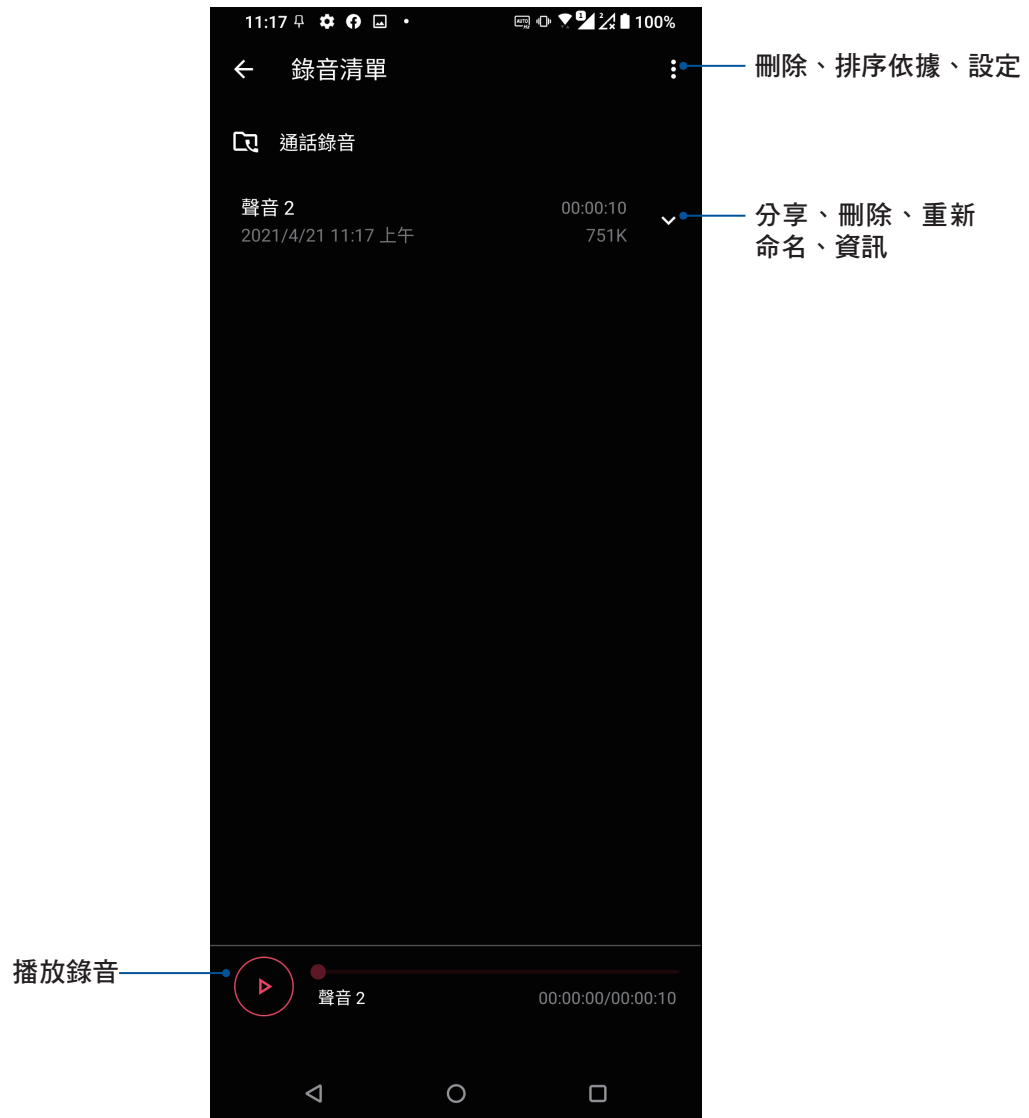 11:17
100%
錄音清單
刪除、排序依據、設定
通話錄音
聲音 2
00:00:10
2021/4/21 11:17 上午
751K
分享、刪除、重新
命名、資訊
播放錄音
聲音 2
00:00:00/00:00:10